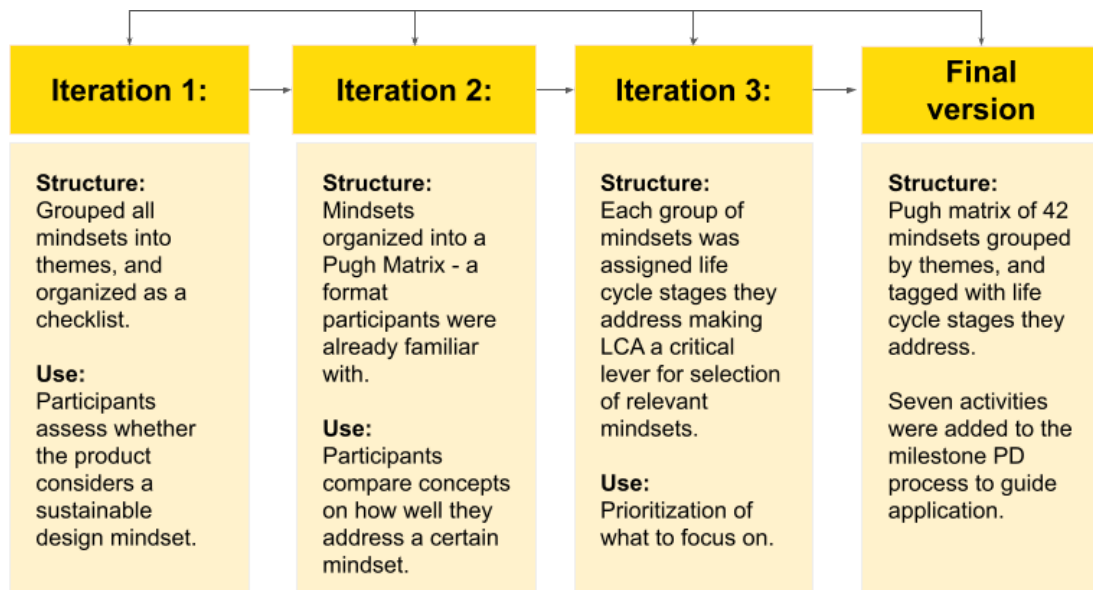 Iteration 1:
Structure:
Grouped all
mindsets into
themes, and
organized as a
checklist.
Use:
Participants
assess whether
the product
considers a
sustainable
design mindset.
Iteration 2:
Structure:
Mindsets
organized into a
Pugh Matrix - a
format
participants were
already familiar
with.
Use:
Participants
compare concepts
on how well they
address a certain
mindset.
Iteration 3:
Structure:
Each group of
mindsets was
assigned life
cycle stages they
address making
LCA a critical
lever for selection
of relevant
mindsets.
Use:
Prioritization of
what to focus on.
Final
version
Structure:
Pugh matrix of 42
mindsets grouped
by themes, and
tagged with life
cycle stages they
address.
Seven activities
were added to the
milestone PD
process to guide
application.